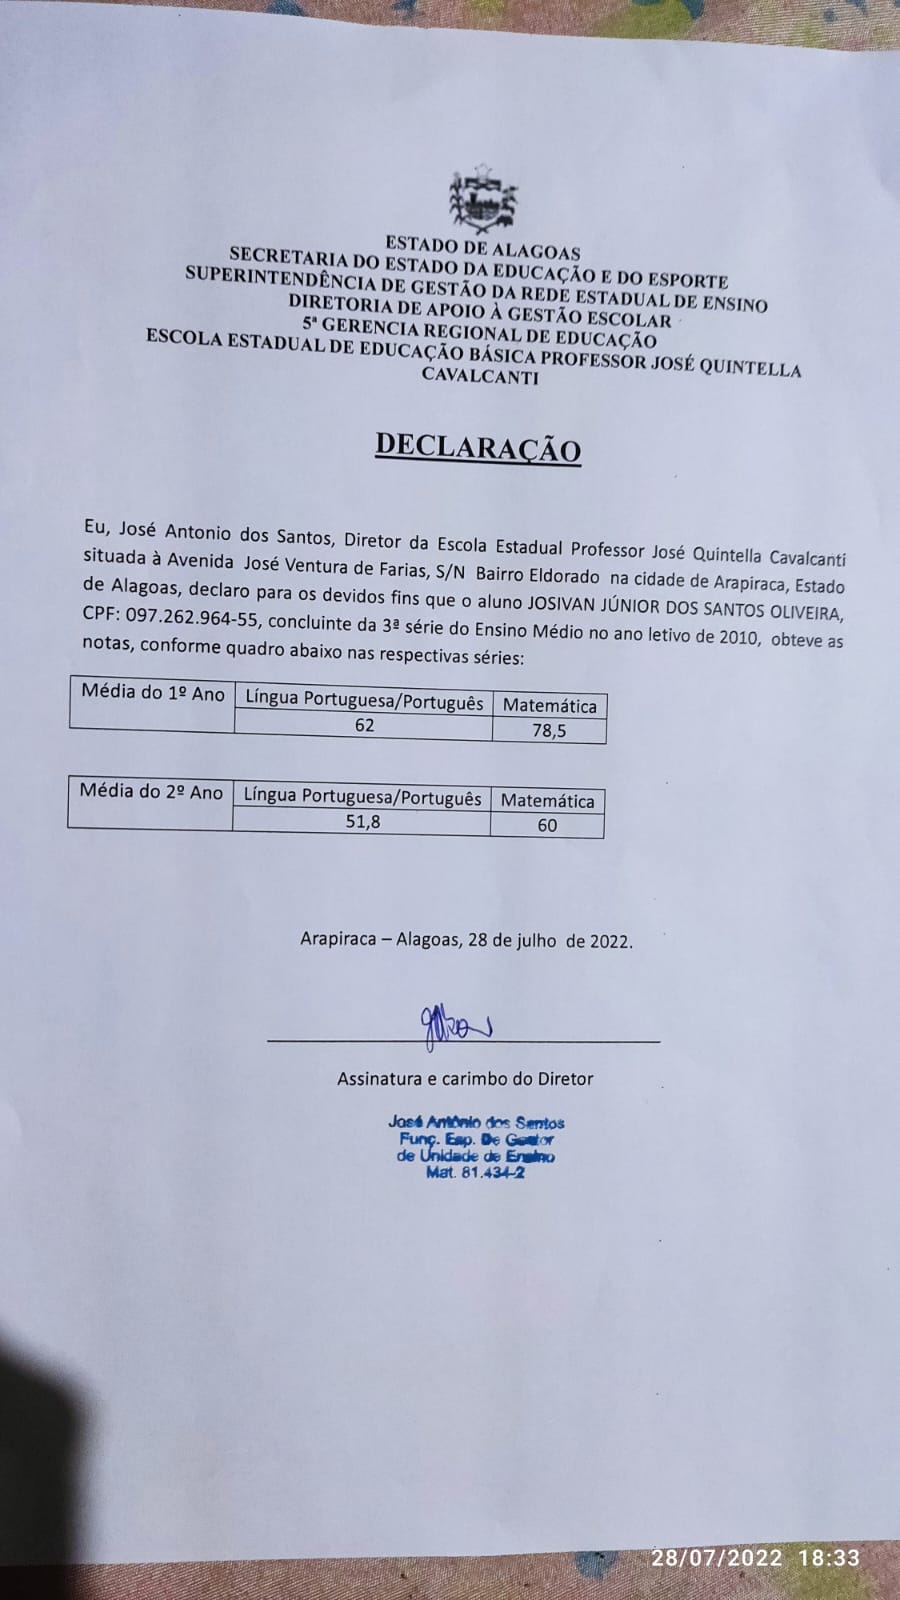 ESTADO DE ALAGOAS
SECRETARIA DO ESTADO DA EDUCAÇÃO E DO ESPORTE
SUPERINTENDÊNCIA DE GESTÃO DA REDE ESTADUAL DE ENSINO
DIRETORIA DE APOIO À GESTÃO ESCOLAR
5ª GERENCIA REGIONAL DE EDUCAÇÃO
ESCOLA ESTADUAL DE EDUCAÇÃO BÁSICA PROFESSOR JOSÉ QUINTELLA
CAVALCANTI
DECLARAÇÃO
Eu, José Antonio dos Santos, Diretor da Escola Estadual Professor José Quintella Cavalcanti
situada à Avenida José Ventura de Farias, S/N Bairro Eldorado na cidade de Arapiraca, Estado
de Alagoas, declaro para os devidos fins que o aluno JOSIVAN JÚNIOR DOS SANTOS OLIVEIRA,
CPF: 097.262.964-55, concluinte da 3ª série do Ensino Médio no ano letivo de 2010, obteve as
notas, conforme quadro abaixo nas respectivas séries:
Média do 1º Ano Língua Portuguesa/Português Matemática
62 78,5
Média do 2º Ano Língua Portuguesa/Português Matemática
51,8 60
Arapiraca – Alagoas, 28 de julho de 2022.
Assinatura e carimbo do Diretor
José Antônio dos Santos
Funç. Esp. De Gestor
de Unidade de Ensino
Mat. 81.434-2
28/07/2022 18:33